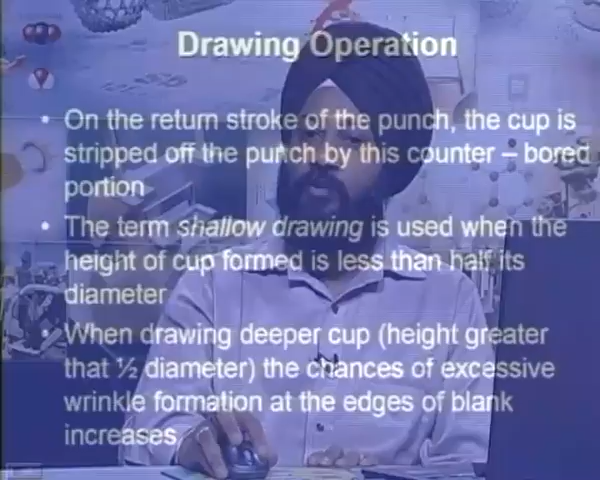 Drawing Operation
• On the return stroke of the punch, the cup is
stripped off the punch by this counter – bored
portion
• The term shallow drawing is used when the
height of cup formed is less than half its
diameter
• When drawing deeper cup (height greater
that ½ diameter) the chances of excessive
wrinkle formation at the edges of blank
increases